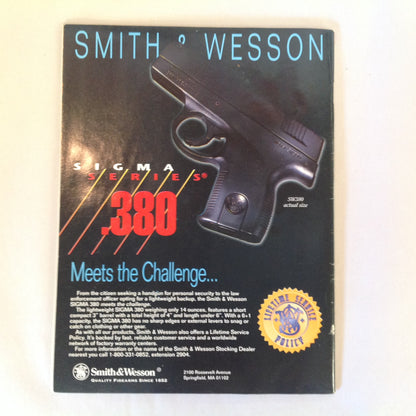 SMITH & WESSON
SW380
actual size
SIGMA
SERIES®
.380
Meets the Challenge...
From the citizen seeking a handgun for personal security to the law
enforcement officer opting for a lightweight backup, the Smith & Wesson
SIGMA 380 meets the challenge.
The lightweight SIGMA 380 weighing only 14 ounces, features a short
compact 3" barrel with a total height of 4" and length under 6". With a 6+1
capacity, the SIGMA 380 has no sharp edges or external levers to snag or
catch on clothing or other gear.
As with all our products, Smith & Wesson also offers a Lifetime Service
Policy. It's backed by fast, reliable customer service and a worldwide
network of factory warranty centers.
For more information or the name of the Smith & Wesson Stocking Dealer
nearest you call 1-800-331-0852, extension 2904.
LIFETIME SERVICE
POLICY
Smith & Wesson®
QUALITY FIREARMS SINCE 1852
2100 Roosevelt Avenue
Springfield, MA 01102